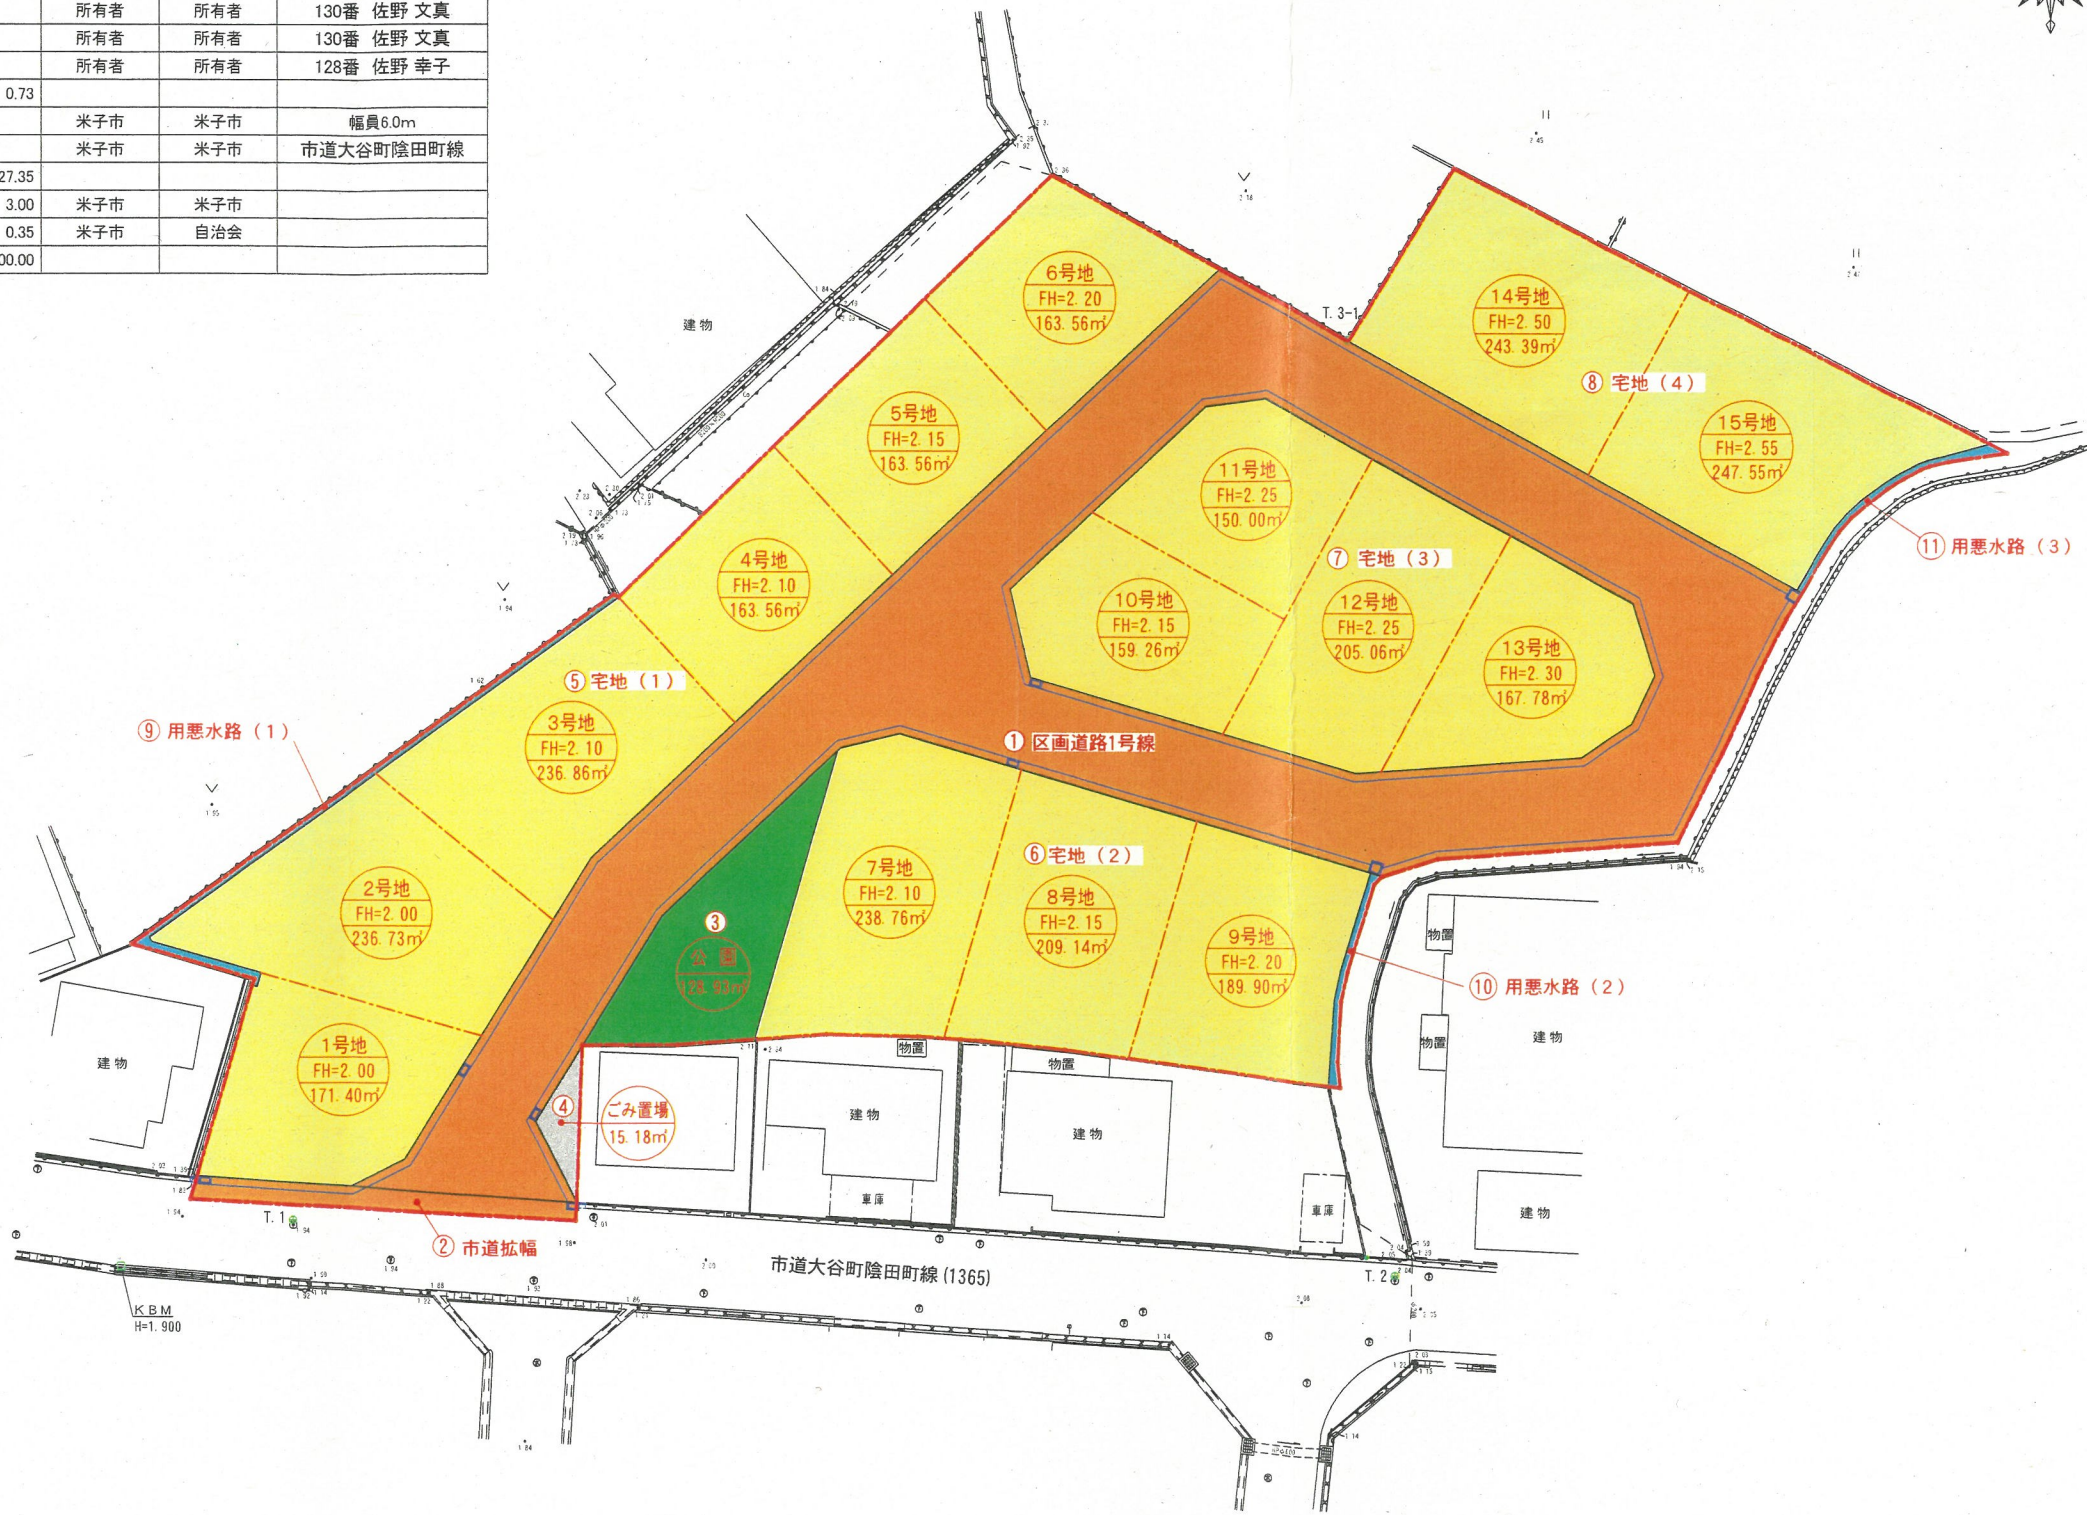 所有者 所有者 130番 佐野 文真
所有者 所有者 130番 佐野 文真
所有者 所有者 128番 佐野 幸子
0.73
米子市 米子市 幅員6.0m
米子市 米子市 市道大谷町陰田町線
27.35
3.00 米子市 米子市
0.35 米子市 自治会
00.00
6号地
FH=2.20
163.56㎡
T.3-1
14号地
FH=2.50
243.39㎡
⑧ 宅地（4）
建物
5号地
FH=2.15
163.56㎡
15号地
FH=2.55
247.55㎡
11号地
FH=2.25
150.00㎡
⑪ 用悪水路（3）
4号地
FH=2.10
163.56㎡
⑦ 宅地（3）
10号地
FH=2.15
159.26㎡
12号地
FH=2.25
205.06㎡
13号地
FH=2.30
167.78㎡
⑤ 宅地（1）
3号地
FH=2.10
236.86㎡
⑨ 用悪水路（1）
① 区画道路1号線
2号地
FH=2.00
236.73㎡
③
公園
128.93㎡
7号地
FH=2.10
238.76㎡
⑥ 宅地（2）
8号地
FH=2.15
209.14㎡
9号地
FH=2.20
189.90㎡
物置
⑩ 用悪水路（2）
1号地
FH=2.00
171.40㎡
建物
④
ごみ置場
15.18㎡
物置
建物
車庫
物置
建物
車庫
物置
建物
建物
T.1
② 市道拡幅
市道大谷町陰田町線(1365)
T.2
KBM
H=1.900